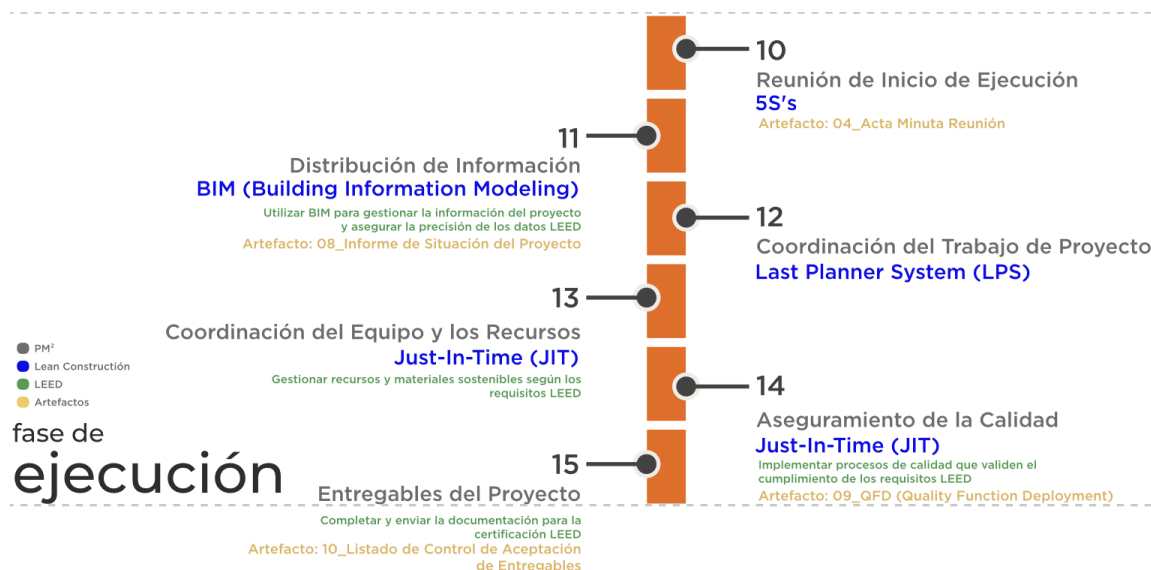 10
Reunión de Inicio de Ejecución
5S's
Artefacto: 04_Acta Minuta Reunión
11
Distribución de Información
BIM (Building Information Modeling)
Utilizar BIM para gestionar la información del proyecto
y asegurar la precisión de los datos LEED
Artefacto: 08_Informe de Situación del Proyecto
12
Coordinación del Trabajo de Proyecto
Last Planner System (LPS)
13
Coordinación del Equipo y los Recursos
Just-In-Time (JIT)
Gestionar recursos y materiales sostenibles según los
requisitos LEED
14
Aseguramiento de la Calidad
Just-In-Time (JIT)
Implementar procesos de calidad que validen el
cumplimiento de los requisitos LEED
Artefacto: 09_QFD (Quality Function Deployment)
15
Entregables del Proyecto
Completar y enviar la documentación para la
certificación LEED
Artefacto: 10_Listado de Control de Aceptación
de Entregables
PM²
Lean Construction
LEED
Artefactos
fase de
ejecución